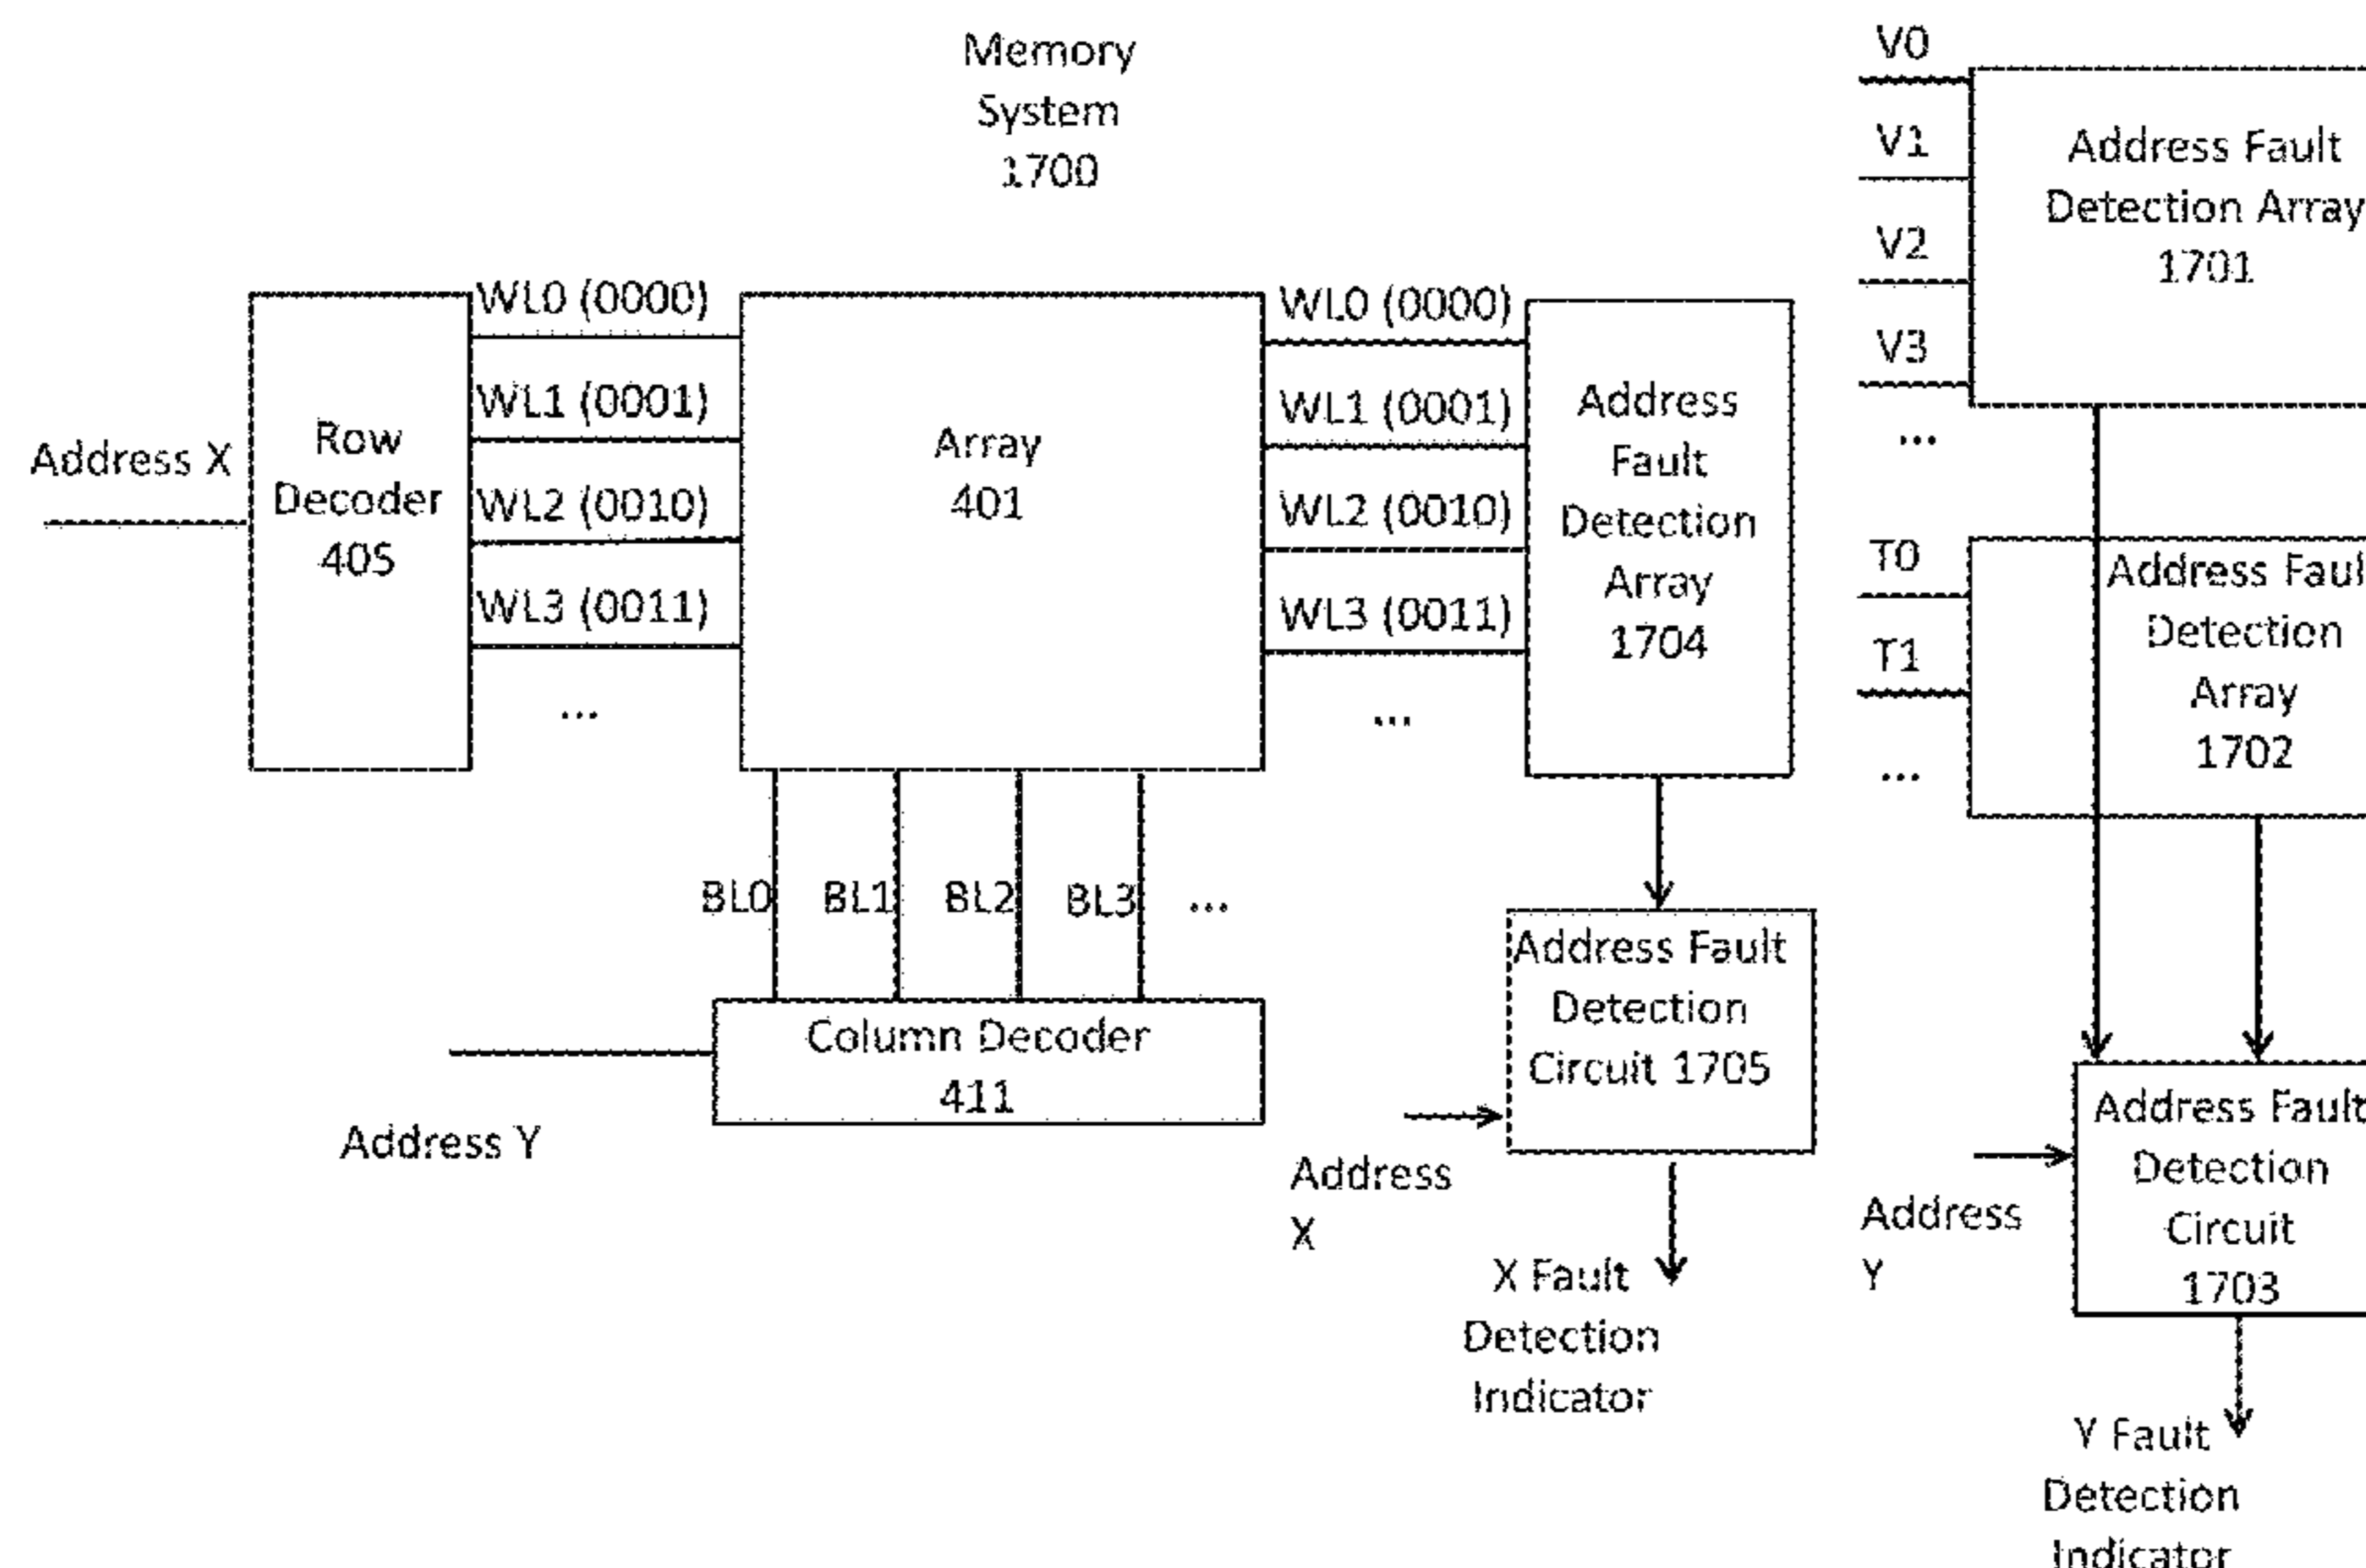 Memory
System
1700
Address X
Row
Decoder
405
WL0 (0000)
WL1 (0001)
WL2 (0010)
WL3 (0011)
...
Array
401
WL0 (0000)
WL1 (0001)
WL2 (0010)
WL3 (0011)
...
Address
Fault
Detection
Array
1704
BL0
BL1
BL2
BL3
...
Column Decoder
411
Address Y
Address Fault
Detection
Circuit 1705
Address
X
X Fault
Detection
Indicator
V0
V1
V2
V3
...
Address Fault
Detection Array
1701
T0
T1
...
Address Faul
Detection
Array
1702
Address Fault
Detection
Circuit
1703
Address
Y
Y Fault
Detection
Indicator